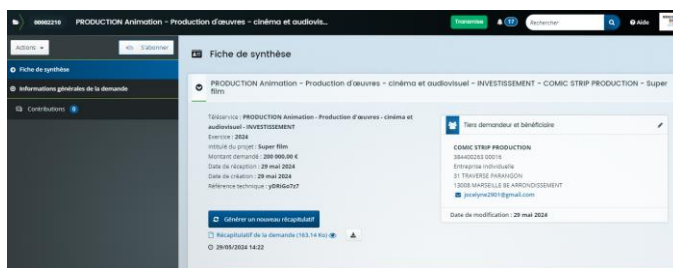 00002210 PRODUCTION Animation - Production d'œuvres - cinéma et audiovis...
Transmise
17
Rechercher
Aide
Actions
S'abonner
Fiche de synthèse
Informations générales de la demande
Contributions
Fiche de synthèse
PRODUCTION Animation - Production d'œuvres - cinéma et audiovisuel - INVESTISSEMENT - COMIC STRIP PRODUCTION - Super
film
Téléservice : PRODUCTION Animation - Production d'œuvres - cinéma et
audiovisuel - INVESTISSEMENT
Exercice : 2024
Intitulé du projet : Super film
Montant demandé : 200 000.00 €
Date de réception : 29 mai 2024
Date de création : 29 mai 2024
Référence technique : yDRiGo7z7
Générer un nouveau récapitulatif
Récapitulatif de la demande (163.14 Ko)
29/05/2024 14:22
Tiers demandeur et bénéficiaire
COMIC STRIP PRODUCTION
384400263 00016
Entreprise individuelle
31 TRAVERSE PARANGON
13008 MARSEILLE 8E ARRONDISSEMENT
jocelyne2901@gmail.com
Date de modification : 29 mai 2024